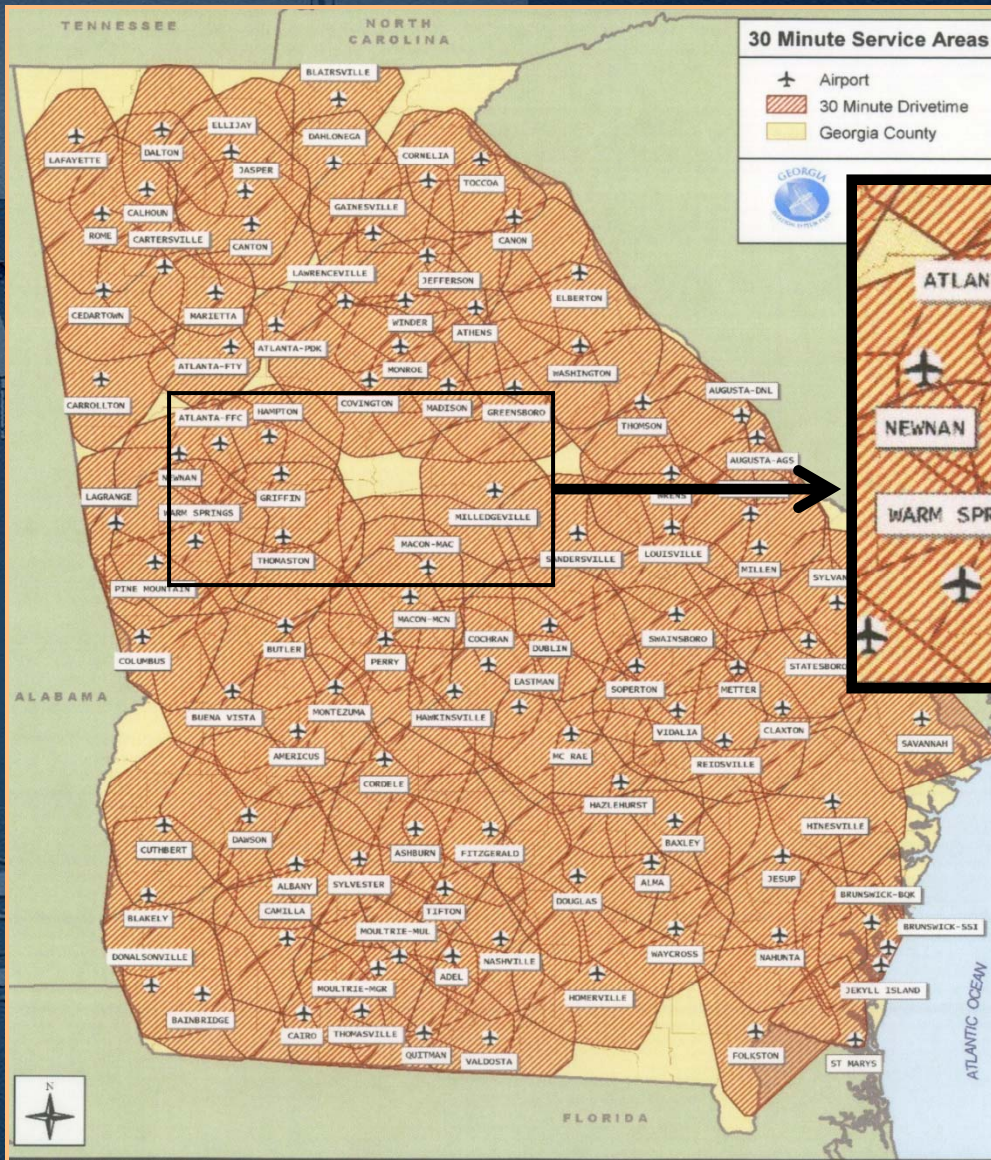 TENNESSEE
NORTH
CAROLINA
30 Minute Service Areas
Airport
30 Minute Drivetime
Georgia County
GEORGIA
BLAIRSVILLE
ELLIJAY
DAHLONEGA
LAFAYETTE
DALTON
CORNELIA
JASPER
TOCCOA
GAINESVILLE
CALHOUN
ROME
CARTERSVILLE
CANTON
CANON
LAWRENCEVILLE
JEFFERSON
ELBERTON
CEDARTOWN
MARIETTA
WINDER
ATHENS
ATLANTA-PDK
ATLANTA-FTY
MONROE
WASHINGTON
AUGUSTA-DNL
CARROLLTON
COVINGTON
MADISON
GREENSBORO
ATLANTA-FFC
HAMPTON
THOMSON
AUGUSTA-AGS
NEWNAN
LAGRANGE
GRIFFIN
WARM SPRINGS
MILLEDGEVILLE
MACON-MAC
THOMASTON
SANDERSVILLE
LOUISVILLE
MILLEN
SYLVAN
PINE MOUNTAIN
MACON-MCN
COLUMBUS
BUTLER
PERRY
COCHRAN
DUBLIN
SWAINSBORO
STATESBORO
EASTMAN
SOPERTON
METTER
ALABAMA
BUENA VISTA
MONTEZUMA
HAWKINSVILLE
VIDALIA
CLAXTON
SAVANNAH
AMERICUS
MC RAE
REIDSVILLE
CORDELE
HAZLEHURST
HINESVILLE
CUTHBERT
DAWSON
ASHBURN
FITZGERALD
BAXLEY
ALBANY
SYLVESTER
ALMA
JESUP
BLAKELY
CAMILLA
TIFTON
DOUGLAS
BRUNSWICK-BQK
MOULTRIE-MUL
BRUNSWICK-SSI
DONALSONVILLE
ADEL
NASHVILLE
WAYCROSS
NAHUNTA
MOULTRIE-MGR
HOMERVILLE
JEKYLL ISLAND
BAINBRIDGE
CAIRO
THOMASVILLE
QUITMAN
VALDOSTA
FOLKSTON
ST MARYS
ATLANTIC OCEAN
FLORIDA
N
ATLAN
NEWNAN
WARM SPR